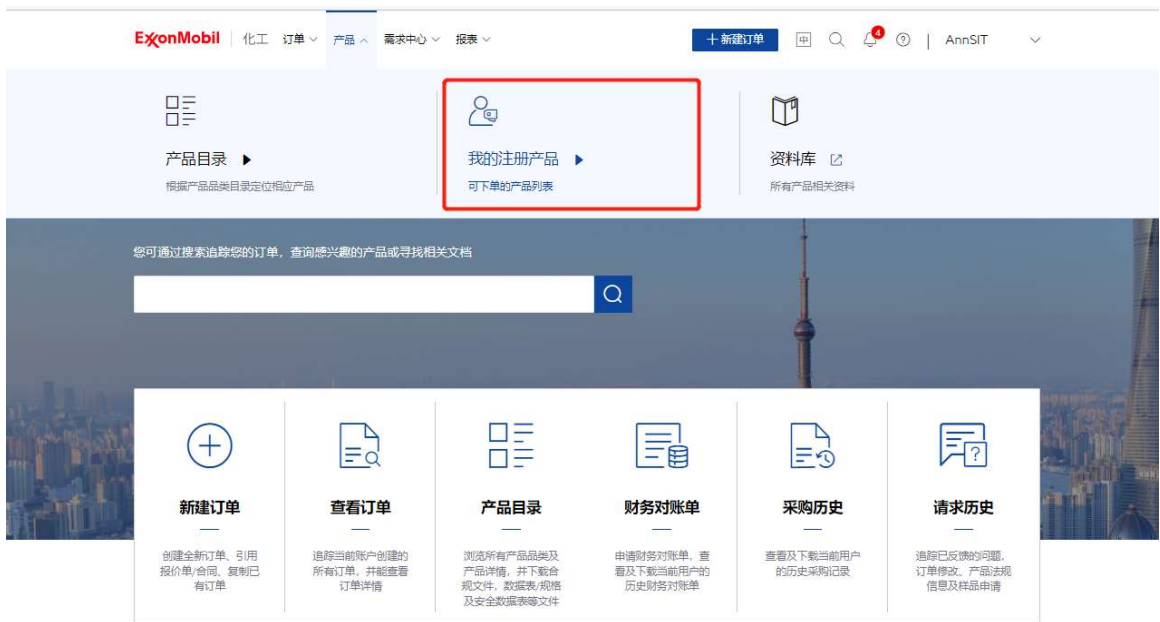 ExxonMobil 化工 订单 产品 需求中心 报表 ＋新建订单 中 4 ? | AnnSIT
产品目录 我的注册产品 资料库
根据产品品类目录定位相应产品 可下单的产品列表 所有产品相关资料
您可通过搜索追踪您的订单，查询感兴趣的产品或寻找相关文档
新建订单 查看订单 产品目录 财务对账单 采购历史 请求历史
创建全新订单、引用 追踪当前账户创建的 浏览所有产品品类及 申请财务对账单，查 查看及下载当前用户 追踪已反馈的问题，
报价单/合同、复制已 所有订单，并能查看 产品详情，并下载合 看及下载当前用户的 的历史采购记录 订单修改、产品法规
有订单 订单详情 规文件，数据表/规格 历史财务对账单 信息及样品申请
及安全数据表等文件